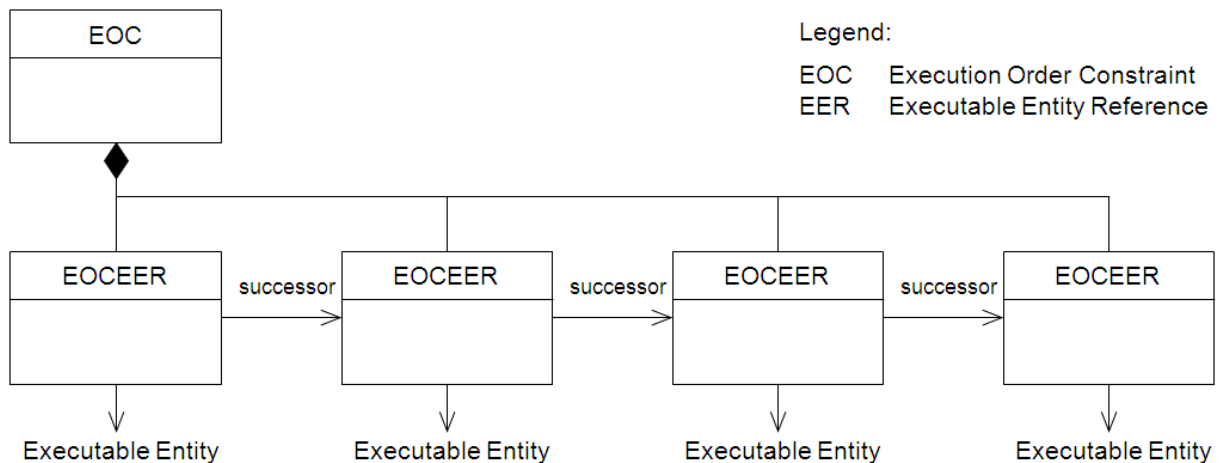 EOC
Legend:
EOC Execution Order Constraint
EER Executable Entity Reference
EOCEER successor EOCEER successor EOCEER successor EOCEER
Executable Entity Executable Entity Executable Entity Executable Entity